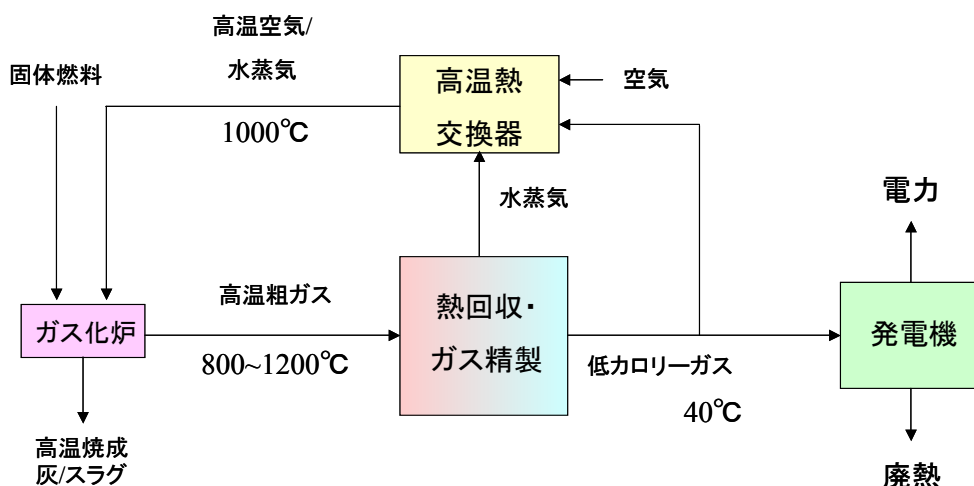 高温空気/
水蒸気
固体燃料
高温熱
交換器
空気
1000℃
水蒸気
電力
高温粗ガス
熱回収・
ガス精製
ガス化炉
発電機
800~1200℃
低カロリーガス
40℃
高温焼成
灰/スラグ
廃熱